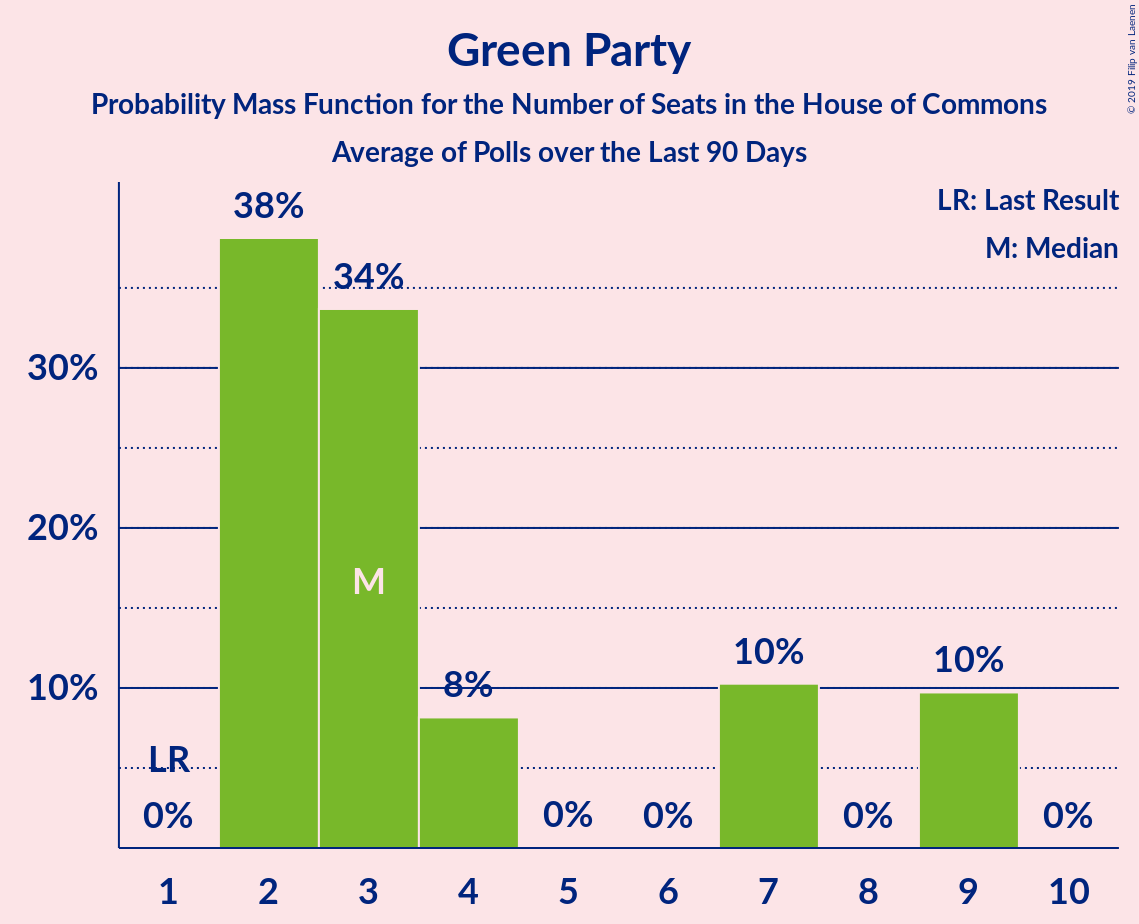 Green Party
Probability Mass Function for the Number of Seats in the House of Commons
Average of Polls over the Last 90 Days
© 2019 Filip van Laenen
LR: Last Result
M: Median
38%
34%
30%
20%
M
10%
10%
10%
8%
LR
0%
0%
0%
0%
0%
1 2 3 4 5 6 7 8 9 10